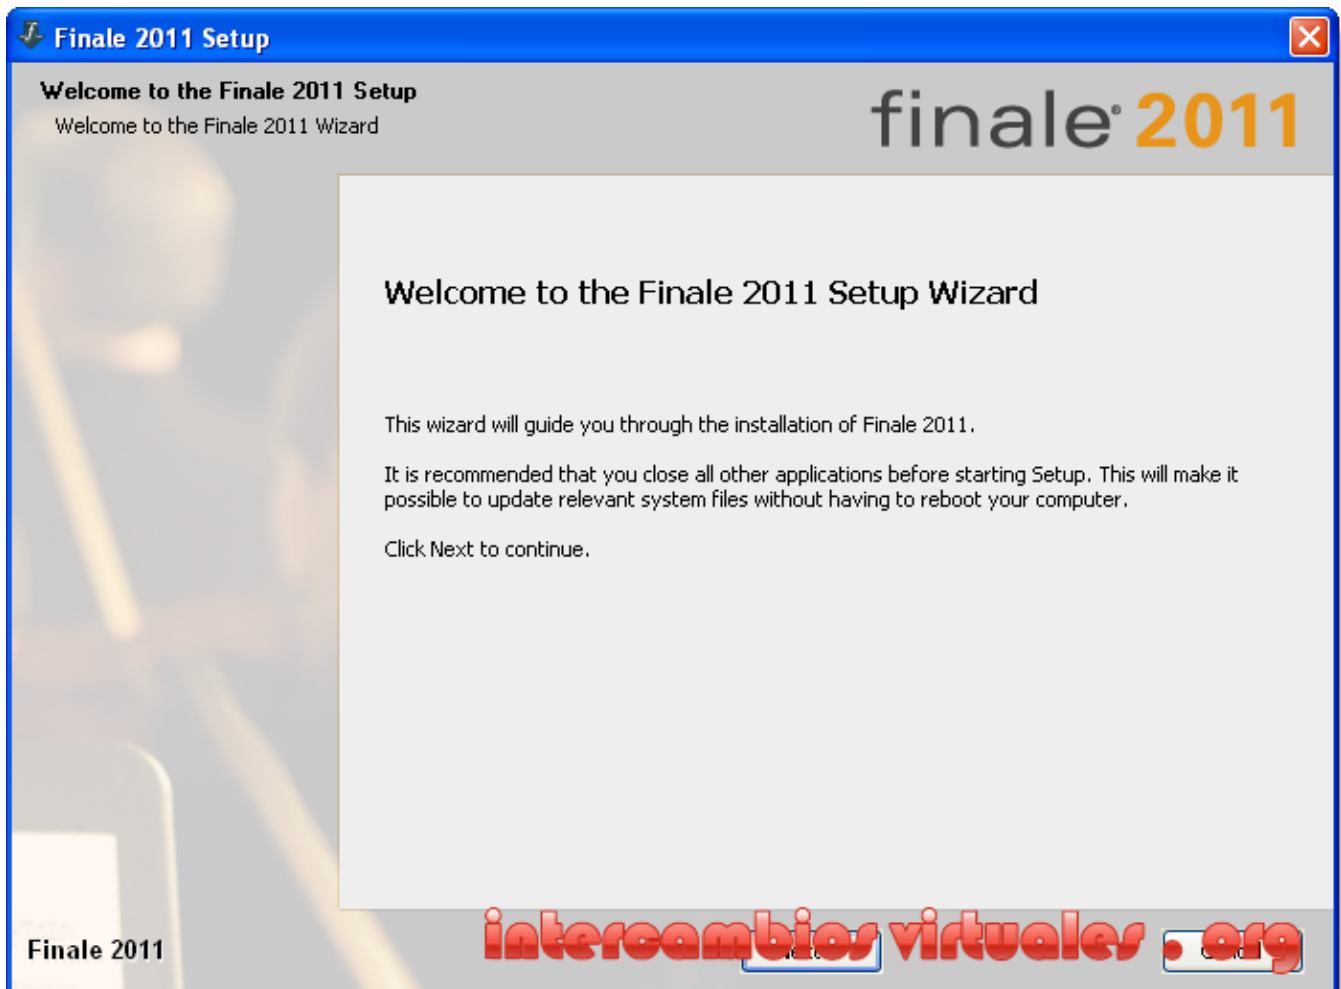 Finale 2011 Setup
Welcome to the Finale 2011 Setup
Welcome to the Finale 2011 Wizard
finale® 2011
Welcome to the Finale 2011 Setup Wizard
This wizard will guide you through the installation of Finale 2011.
It is recommended that you close all other applications before starting Setup. This will make it
possible to update relevant system files without having to reboot your computer.
Click Next to continue.
Finale 2011
intercambios virtuales . org